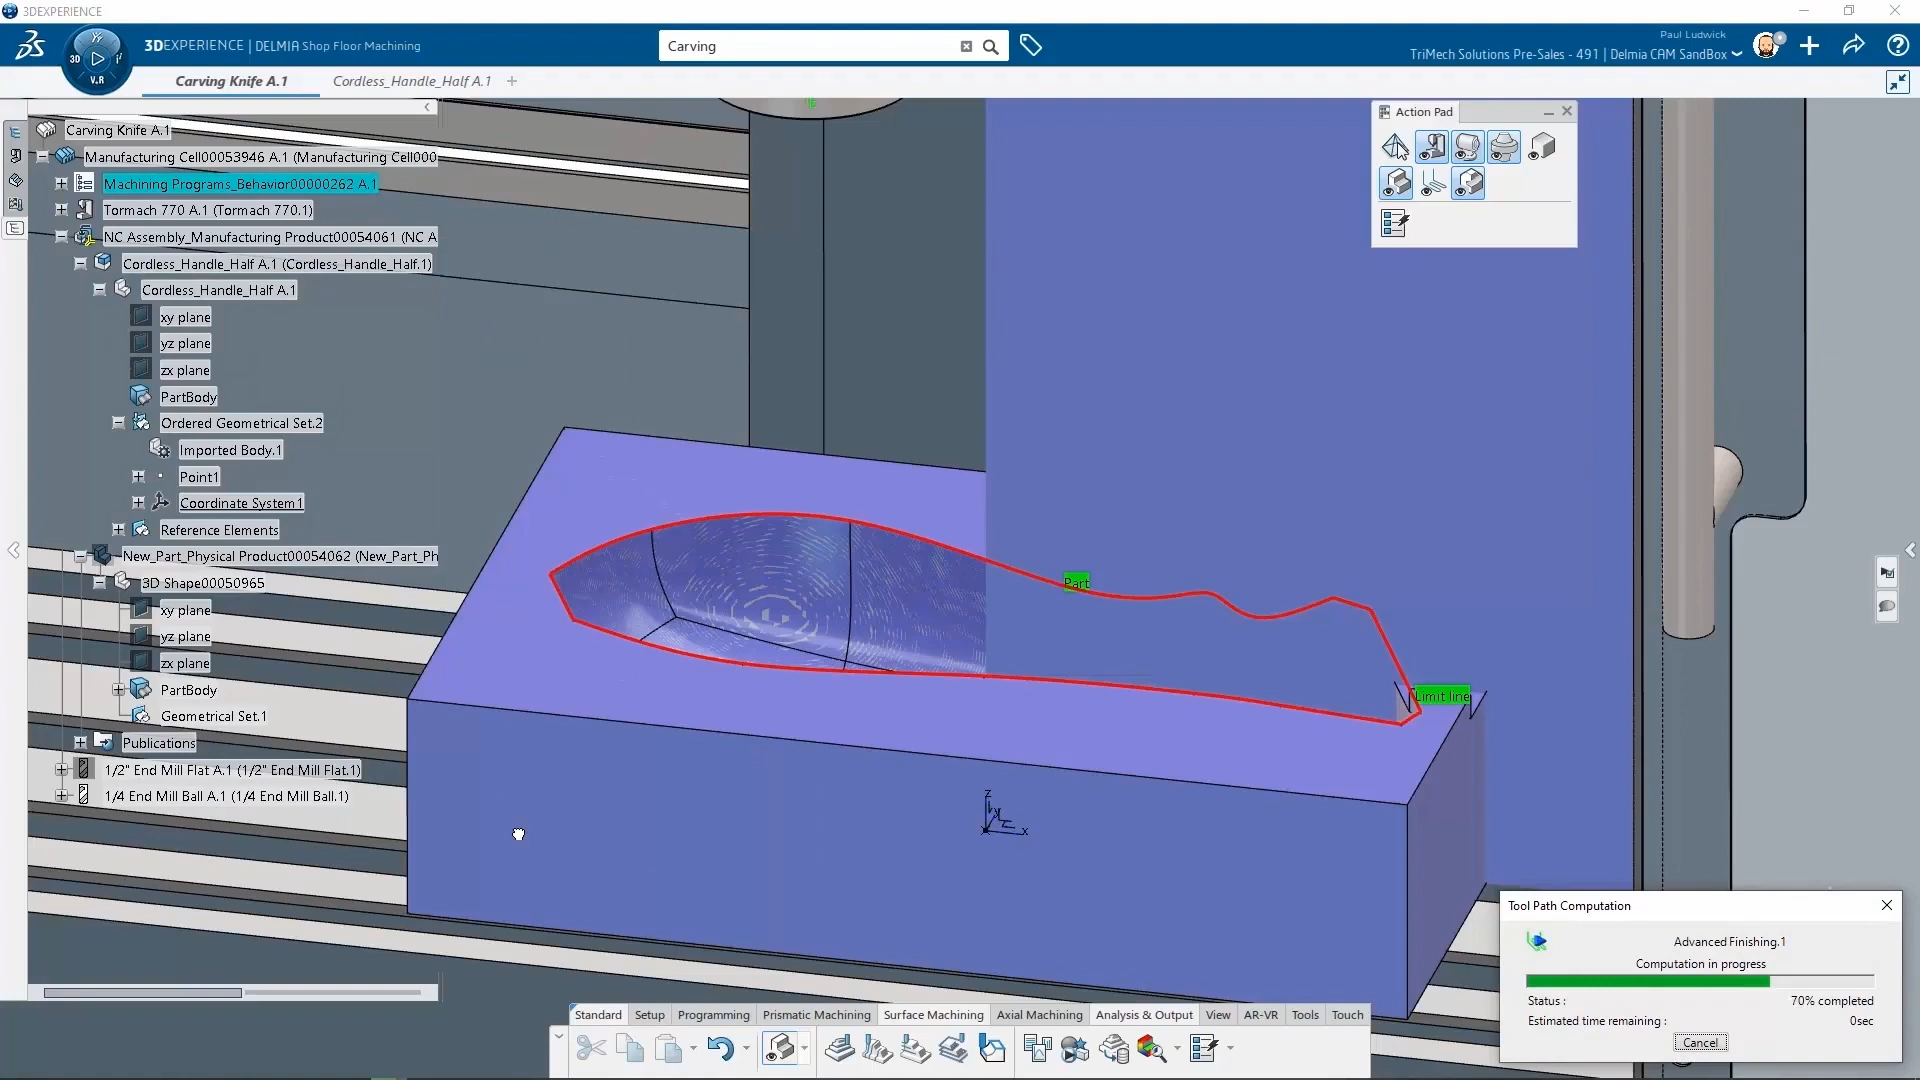 3DEXPERIENCE
3DEXPERIENCE | DELMIA Shop Floor Machining
Carving
Paul Ludwick
TriMech Solutions Pre-Sales - 491 | Delmia CAM SandBox
3D
V.R
Carving Knife A.1
Cordless_Handle_Half A.1
Action Pad
Carving Knife A.1
Manufacturing Cell00053946 A.1 (Manufacturing Cell000
Machining Programs_Behavior00000262 A.1
Tormach 770 A.1 (Tormach 770.1)
NC Assembly_Manufacturing Product00054061 (NC A
Cordless_Handle_Half A.1 (Cordless_Handle_Half.1)
Cordless_Handle_Half A.1
xy plane
yz plane
zx plane
PartBody
Ordered Geometrical Set.2
Imported Body.1
Point1
Coordinate System1
Reference Elements
New_Part_Physical Product00054062 (New_Part_Ph
3D Shape00050965
xy plane
yz plane
zx plane
PartBody
Geometrical Set.1
Publications
1/2" End Mill Flat A.1 (1/2" End Mill Flat.1)
1/4 End Mill Ball A.1 (1/4 End Mill Ball.1)
Part
Limit line
z
y
x
Tool Path Computation
Advanced Finishing.1
Computation in progress
Status : 70% completed
Estimated time remaining : 0sec
Cancel
Standard Setup Programming Prismatic Machining Surface Machining Axial Machining Analysis & Output View AR-VR Tools Touch